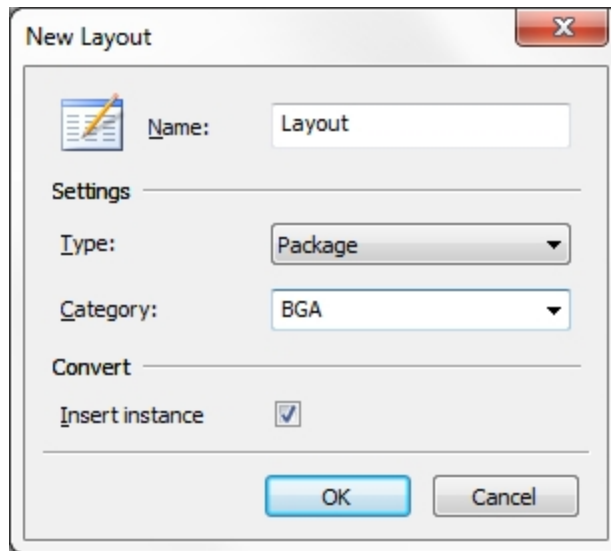 New Layout
Name: Layout
Settings
Type: Package
Category: BGA
Convert
Insert instance
OK Cancel